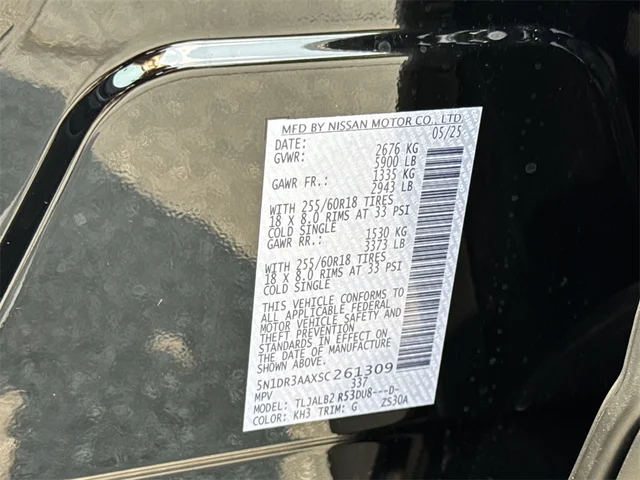 MFD BY NISSAN MOTOR CO., LTD.
DATE: 05/25
GVWR: 2676 KG
5900 LB
GAWR FR.: 1335 KG
2943 LB
WITH 255/60R18 TIRES
18 X 8.0 RIMS AT 33 PSI
COLD SINGLE
GAWR RR.: 1530 KG
3373 LB
WITH 255/60R18 TIRES
18 X 8.0 RIMS AT 33 PSI
COLD SINGLE
THIS VEHICLE CONFORMS TO
ALL APPLICABLE FEDERAL
MOTOR VEHICLE SAFETY AND
THEFT PREVENTION
STANDARDS IN EFFECT ON
THE DATE OF MANUFACTURE
SHOWN ABOVE.
5N1DR3AAXSC261309
MPV 337
MODEL: TLJALB2 R53DU8---D-
COLOR: KH3 TRIM: G ZS30A